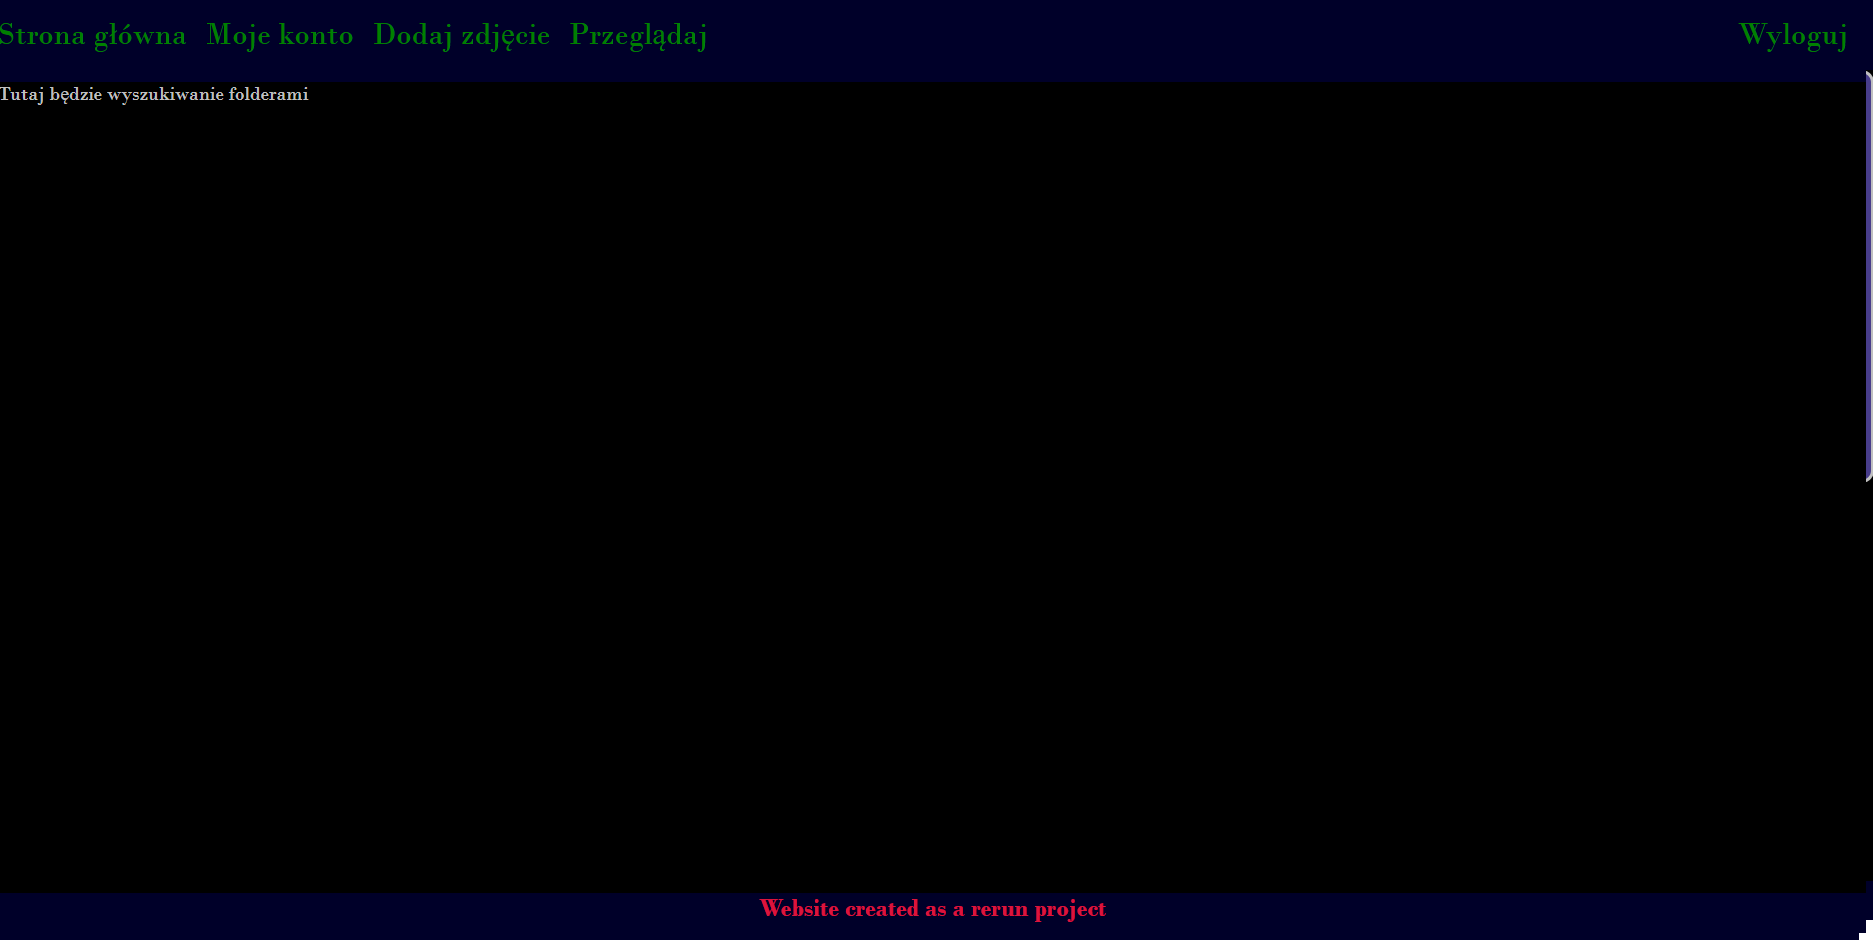 Strona główna Moje konto Dodaj zdjęcie Przeglądaj Wyloguj
Tutaj będzie wyszukiwanie folderami
Website created as a rerun project